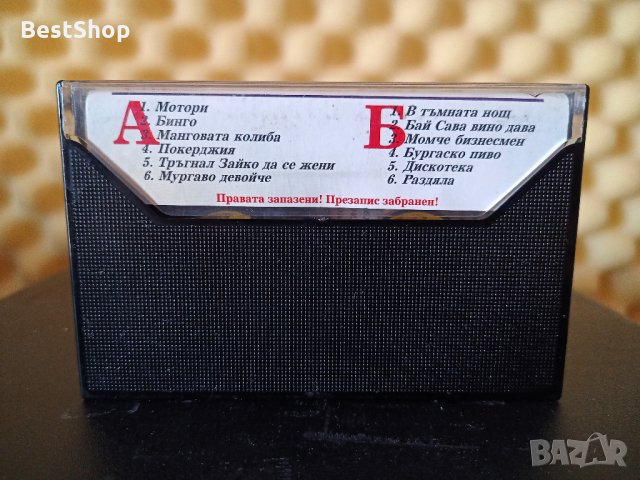 BestShop
А
1. Мотори
2. Бинго
3. Манговата колиба
4. Покерджия
5. Тръгнал Зайко да се жени
6. Мургаво девойче
Б
1. В тъмната нощ
2. Бай Сава вино дава
3. Момче бизнесмен
4. Бургаско пиво
5. Дискотека
6. Раздяла
Правата запазени! Презапис забранен!
BAZAR